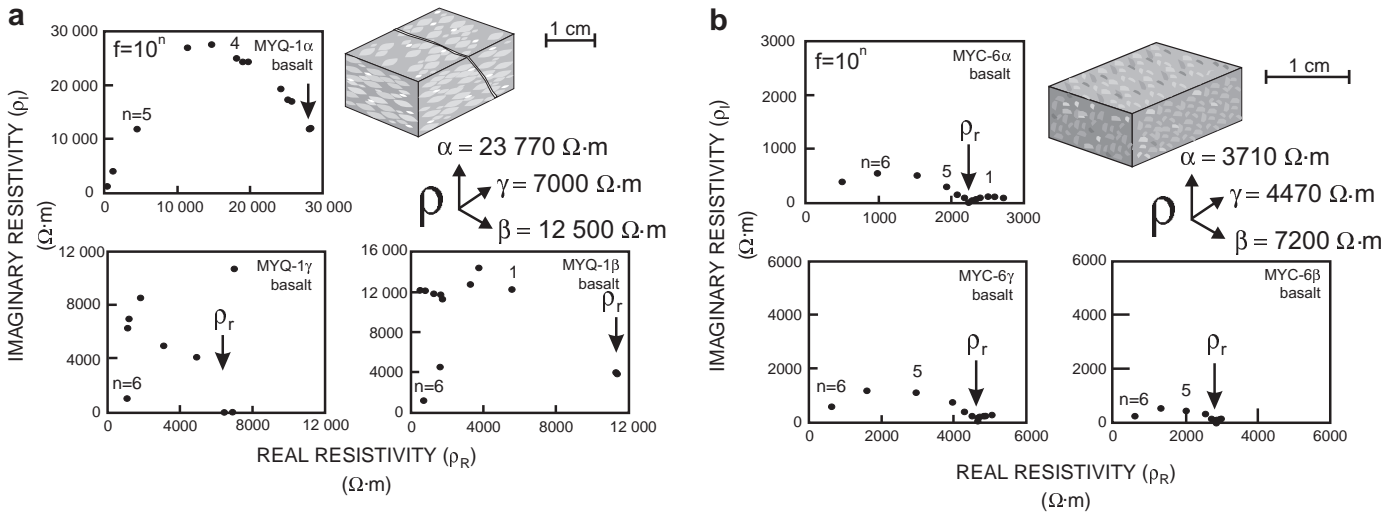 a
IMAGINARY RESISTIVITY (ρI)
(Ω·m)
30 000
20 000
10 000
0
f=10ⁿ
4
MYQ-1α
basalt
n=5
0
10 000
20 000
30 000
1 cm
ρ
α = 23 770 Ω·m
γ = 7000 Ω·m
β = 12 500 Ω·m
12 000
8000
4000
0
MYQ-1γ
basalt
ρr
n=6
0
4000
8000
12 000
16 000
12 000
8000
4000
0
MYQ-1β
basalt
1
ρr
n=6
0
4000
8000
12 000
REAL RESISTIVITY (ρR)
(Ω·m)
b
IMAGINARY RESISTIVITY (ρI)
(Ω·m)
3000
2000
1000
0
f=10ⁿ
MYC-6α
basalt
ρr
n=6
5
1
0
1000
2000
3000
1 cm
ρ
α = 3710 Ω·m
γ = 4470 Ω·m
β = 7200 Ω·m
6000
4000
2000
0
MYC-6γ
basalt
ρr
n=6
5
0
2000
4000
6000
6000
4000
2000
0
MYC-6β
basalt
ρr
n=6
5
0
2000
4000
6000
REAL RESISTIVITY (ρR)
(Ω·m)